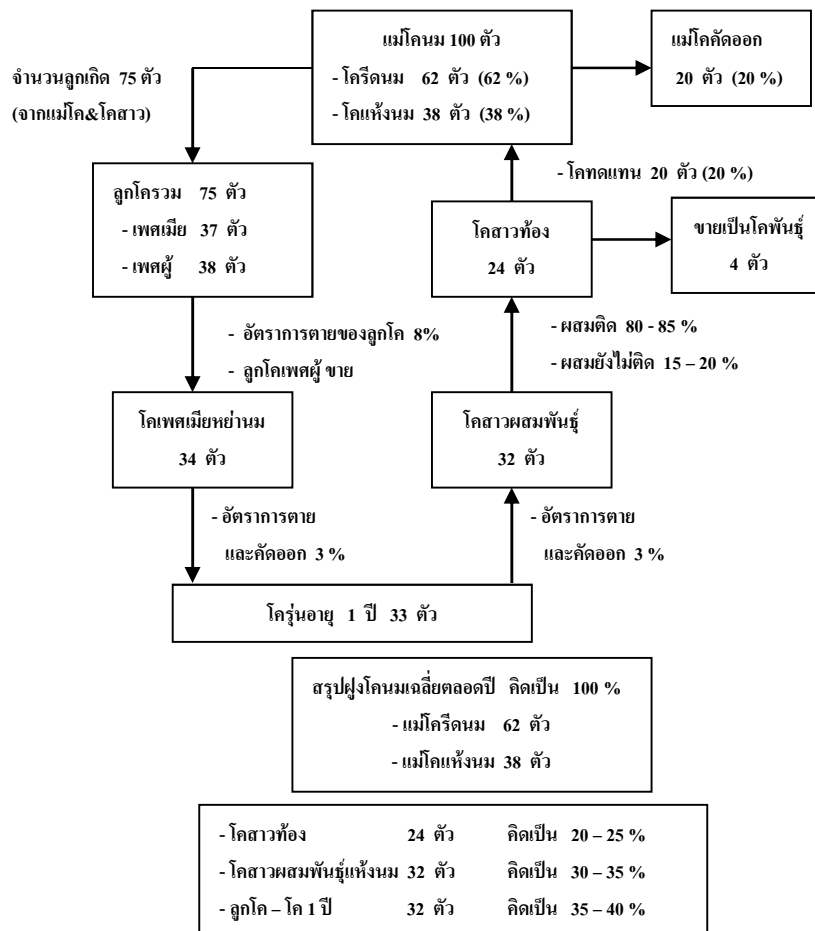 แม่โคนม 100 ตัว
- โครีดนม 62 ตัว (62 %)
- โคแห้งนม 38 ตัว (38 %)
แม่โคคัดออก
20 ตัว (20 %)
จำนวนลูกเกิด 75 ตัว
(จากแม่โค&โคสาว)
- โคทดแทน 20 ตัว (20 %)
ลูกโครวม 75 ตัว
- เพศเมีย 37 ตัว
- เพศผู้ 38 ตัว
โคสาวท้อง
24 ตัว
ขายเป็นโคพันธุ์
4 ตัว
- อัตราการตายของลูกโค 8%
- ลูกโคเพศผู้ ขาย
- ผสมติด 80 - 85 %
- ผสมยังไม่ติด 15 – 20 %
โคเพศเมียหย่านม
34 ตัว
โคสาวผสมพันธุ์
32 ตัว
- อัตราการตาย
และคัดออก 3 %
- อัตราการตาย
และคัดออก 3 %
โครุ่นอายุ 1 ปี 33 ตัว
สรุปฝูงโคนมเฉลี่ยตลอดปี คิดเป็น 100 %
- แม่โครีดนม 62 ตัว
- แม่โคแห้งนม 38 ตัว
- โคสาวท้อง 24 ตัว คิดเป็น 20 – 25 %
- โคสาวผสมพันธุ์แห้งนม 32 ตัว คิดเป็น 30 – 35 %
- ลูกโค – โค 1 ปี 32 ตัว คิดเป็น 35 – 40 %